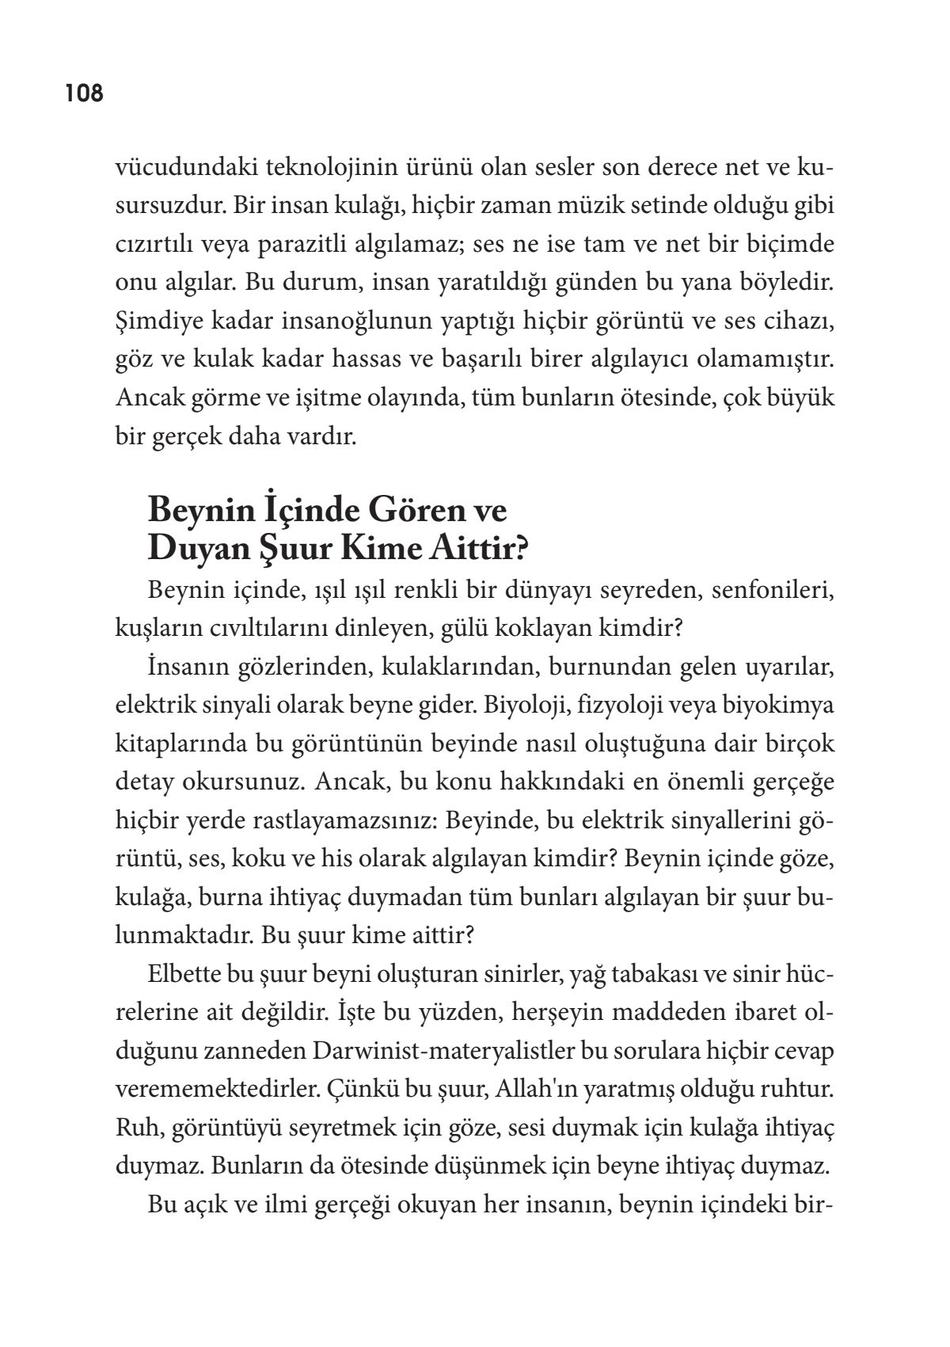 108
vücudundaki teknolojinin ürünü olan sesler son derece net ve ku-
sursuzdur. Bir insan kulağı, hiçbir zaman müzik setinde olduğu gibi
cızırtılı veya parazitli algılamaz; ses ne ise tam ve net bir biçimde
onu algılar. Bu durum, insan yaratıldığı günden bu yana böyledir.
Şimdiye kadar insanoğlunun yaptığı hiçbir görüntü ve ses cihazı,
göz ve kulak kadar hassas ve başarılı birer algılayıcı olamamıştır.
Ancak görme ve işitme olayında, tüm bunların ötesinde, çok büyük
bir gerçek daha vardır.
Beynin İçinde Gören ve
Duyan Şuur Kime Aittir?
Beynin içinde, ışıl ışıl renkli bir dünyayı seyreden, senfonileri,
kuşların cıvıltılarını dinleyen, gülü koklayan kimdir?
İnsanın gözlerinden, kulaklarından, burnundan gelen uyarılar,
elektrik sinyali olarak beyne gider. Biyoloji, fizyoloji veya biyokimya
kitaplarında bu görüntünün beyinde nasıl oluştuğuna dair birçok
detay okursunuz. Ancak, bu konu hakkındaki en önemli gerçeğe
hiçbir yerde rastlayamazsınız: Beyinde, bu elektrik sinyallerini gö-
rüntü, ses, koku ve his olarak algılayan kimdir? Beynin içinde göze,
kulağa, burna ihtiyaç duymadan tüm bunları algılayan bir şuur bu-
lunmaktadır. Bu şuur kime aittir?
Elbette bu şuur beyni oluşturan sinirler, yağ tabakası ve sinir hüc-
relerine ait değildir. İşte bu yüzden, herşeyin maddeden ibaret ol-
duğunu zanneden Darwinist-materyalistler bu sorulara hiçbir cevap
verememektedirler. Çünkü bu şuur, Allah'ın yaratmış olduğu ruhtur.
Ruh, görüntüyü seyretmek için göze, sesi duymak için kulağa ihtiyaç
duymaz. Bunların da ötesinde düşünmek için beyne ihtiyaç duymaz.
Bu açık ve ilmi gerçeği okuyan her insanın, beynin içindeki bir-